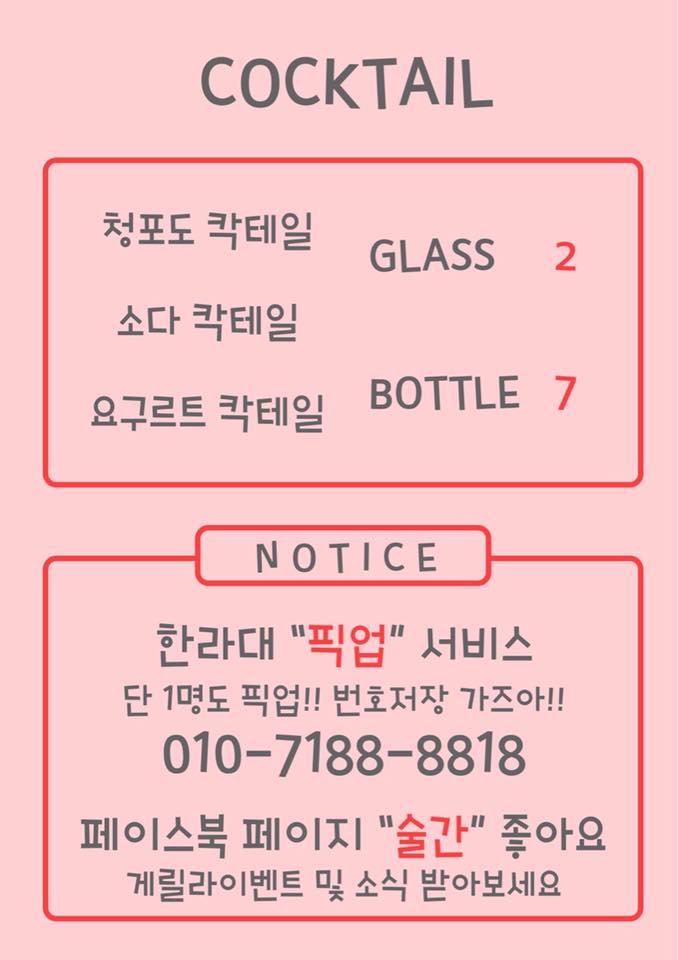 COCKTAIL
청포도 칵테일
소다 칵테일
요구르트 칵테일
GLASS 2
BOTTLE 7
NOTICE
한라대 "픽업" 서비스
단 1명도 픽업!! 번호저장 가즈아!!
010-7188-8818
페이스북 페이지 "술간" 좋아요
게릴라이벤트 및 소식 받아보세요